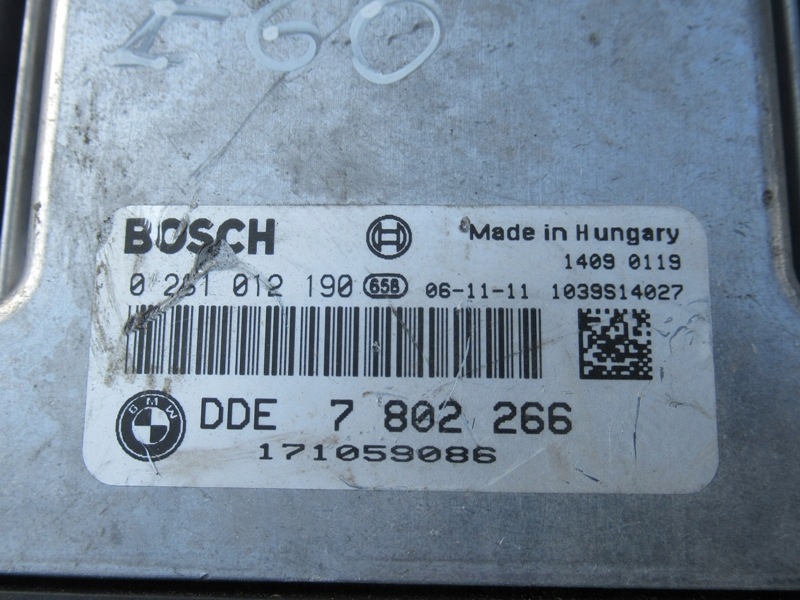 E60
BOSCH
Made in Hungary
1409 0119
0 281 012 190 658 06-11-11 1039S14027
BMW
DDE 7 802 266
171059086